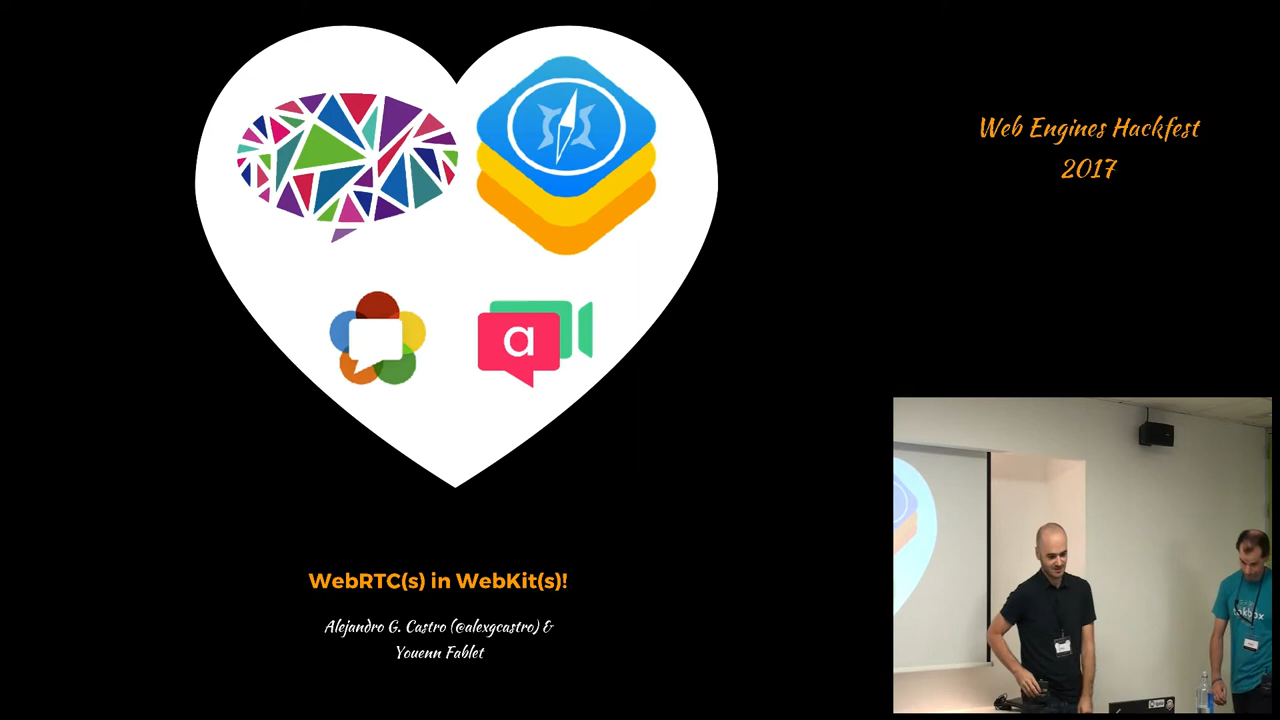 Web Engines Hackfest
2017
a
WebRTC(s) in WebKit(s)!
Alejandro G. Castro (@alexgcastro) &
Youenn Fablet